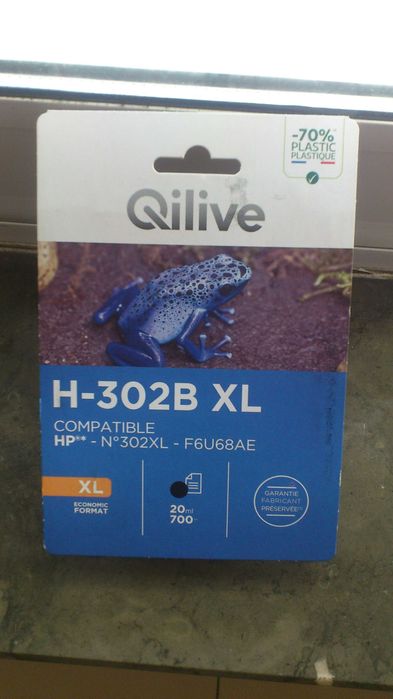 -70%
PLASTIC
PLASTIQUE
Qilive
H-302B XL
COMPATIBLE
HP** - N°302XL - F6U68AE
XL
ECONOMIC
FORMAT
20ml
700
GARANTIE
FABRICANT
PRÉSERVÉE